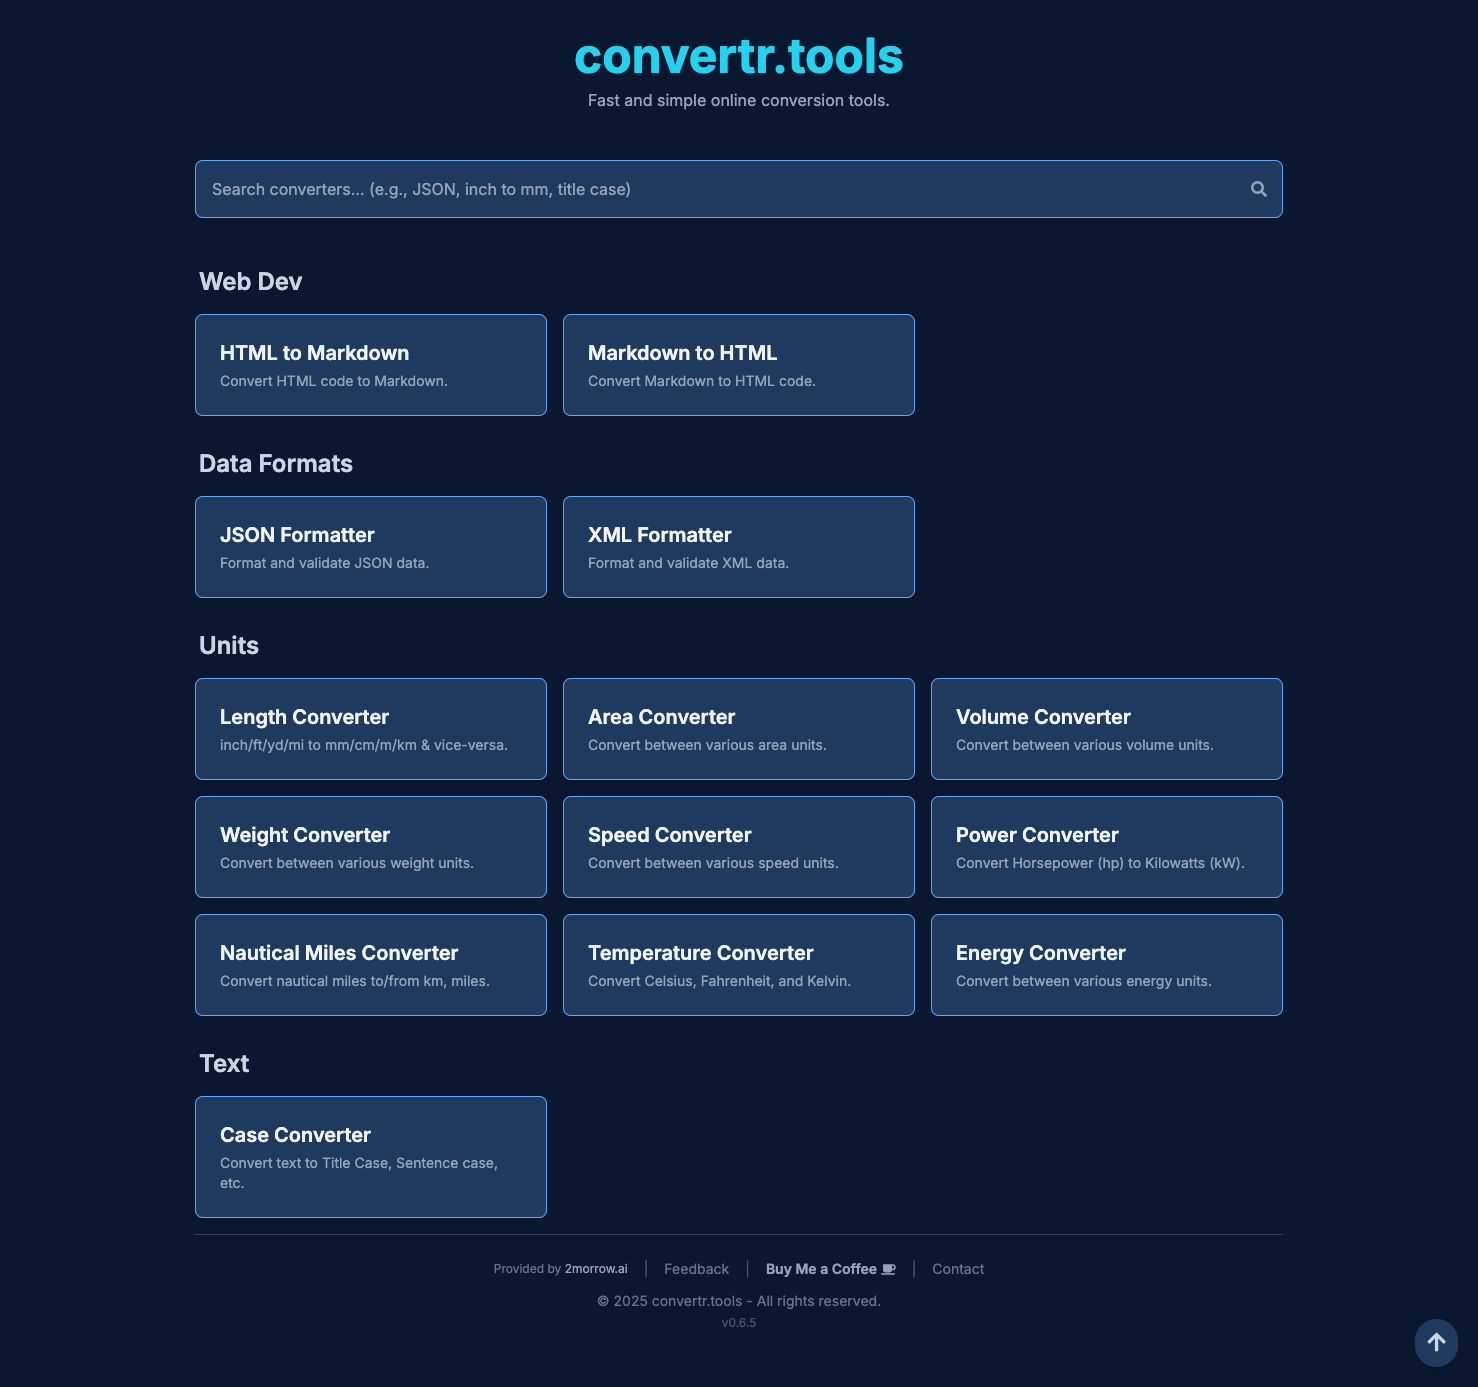 convertr.tools
Fast and simple online conversion tools.
Search converters... (e.g., JSON, inch to mm, title case)
Web Dev
HTML to Markdown
Convert HTML code to Markdown.
Markdown to HTML
Convert Markdown to HTML code.
Data Formats
JSON Formatter
Format and validate JSON data.
XML Formatter
Format and validate XML data.
Units
Length Converter
inch/ft/yd/mi to mm/cm/m/km & vice-versa.
Area Converter
Convert between various area units.
Volume Converter
Convert between various volume units.
Weight Converter
Convert between various weight units.
Speed Converter
Convert between various speed units.
Power Converter
Convert Horsepower (hp) to Kilowatts (kW).
Nautical Miles Converter
Convert nautical miles to/from km, miles.
Temperature Converter
Convert Celsius, Fahrenheit, and Kelvin.
Energy Converter
Convert between various energy units.
Text
Case Converter
Convert text to Title Case, Sentence case,
etc.
Provided by 2morrow.ai | Feedback | Buy Me a Coffee | Contact
© 2025 convertr.tools - All rights reserved.
v0.6.5